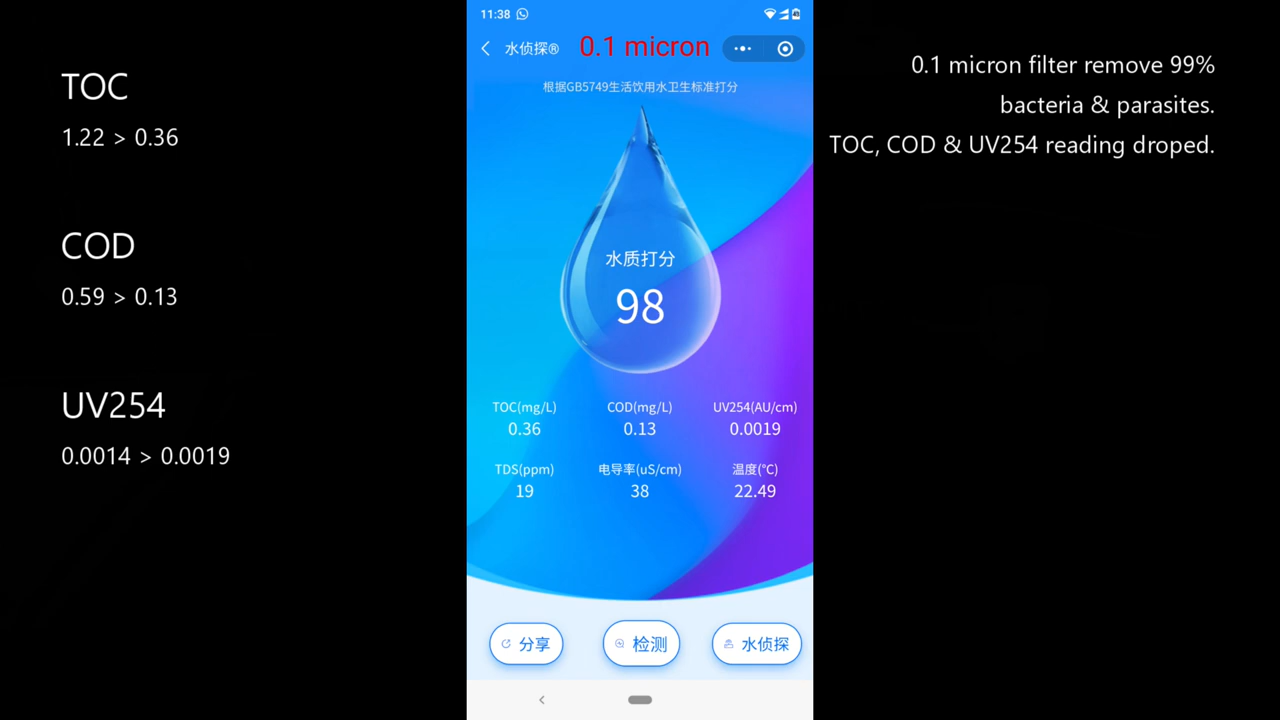 TOC
1.22 > 0.36
COD
0.59 > 0.13
UV254
0.0014 > 0.0019
11:38
水侦探® 0.1 micron
根据GB5749生活饮用水卫生标准打分
水质打分
98
TOC(mg/L) COD(mg/L) UV254(AU/cm)
0.36 0.13 0.0019
TDS(ppm) 电导率(uS/cm) 温度(℃)
19 38 22.49
分享 检测 水侦探
0.1 micron filter remove 99%
bacteria & parasites.
TOC, COD & UV254 reading droped.